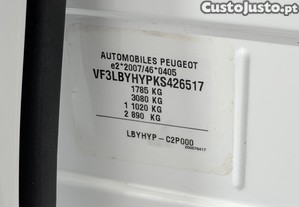 Custojusto.pt
AUTOMOBILES PEUGEOT
e2*2007/46*0405
VF3LBYHYPKS426517
1785 KG
3080 KG
1 1020 KG
2 890 KG
LBYHYP-C2P000